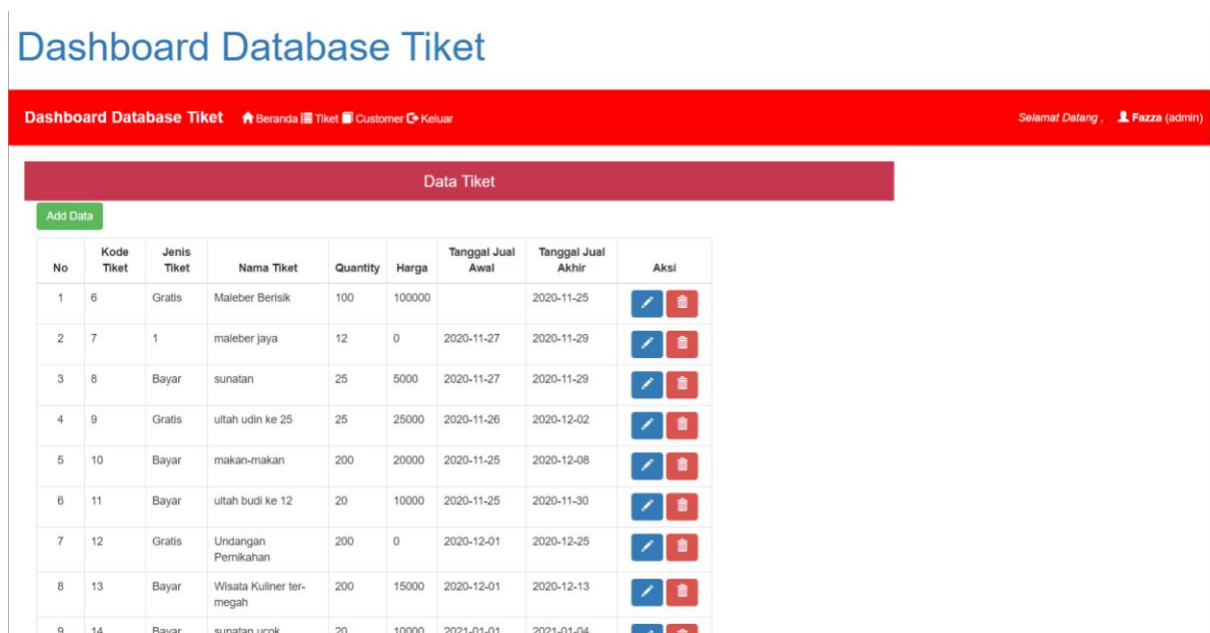 Dashboard Database Tiket
Dashboard Database Tiket Beranda Tiket Customer Keluar Selamat Datang , Fazza (admin)
Data Tiket
Add Data
No Kode Tiket Jenis Tiket Nama Tiket Quantity Harga Tanggal Jual Awal Tanggal Jual Akhir Aksi
1 6 Gratis Maleber Berisik 100 100000 2020-11-25
2 7 1 maleber jaya 12 0 2020-11-27 2020-11-29
3 8 Bayar sunatan 25 5000 2020-11-27 2020-11-29
4 9 Gratis ultah udin ke 25 25 25000 2020-11-26 2020-12-02
5 10 Bayar makan-makan 200 20000 2020-11-25 2020-12-08
6 11 Bayar ultah budi ke 12 20 10000 2020-11-25 2020-11-30
7 12 Gratis Undangan Pernikahan 200 0 2020-12-01 2020-12-25
8 13 Bayar Wisata Kuliner ter-megah 200 15000 2020-12-01 2020-12-13
9 14 Bayar sunatan ucok 20 10000 2021-01-01 2021-01-04